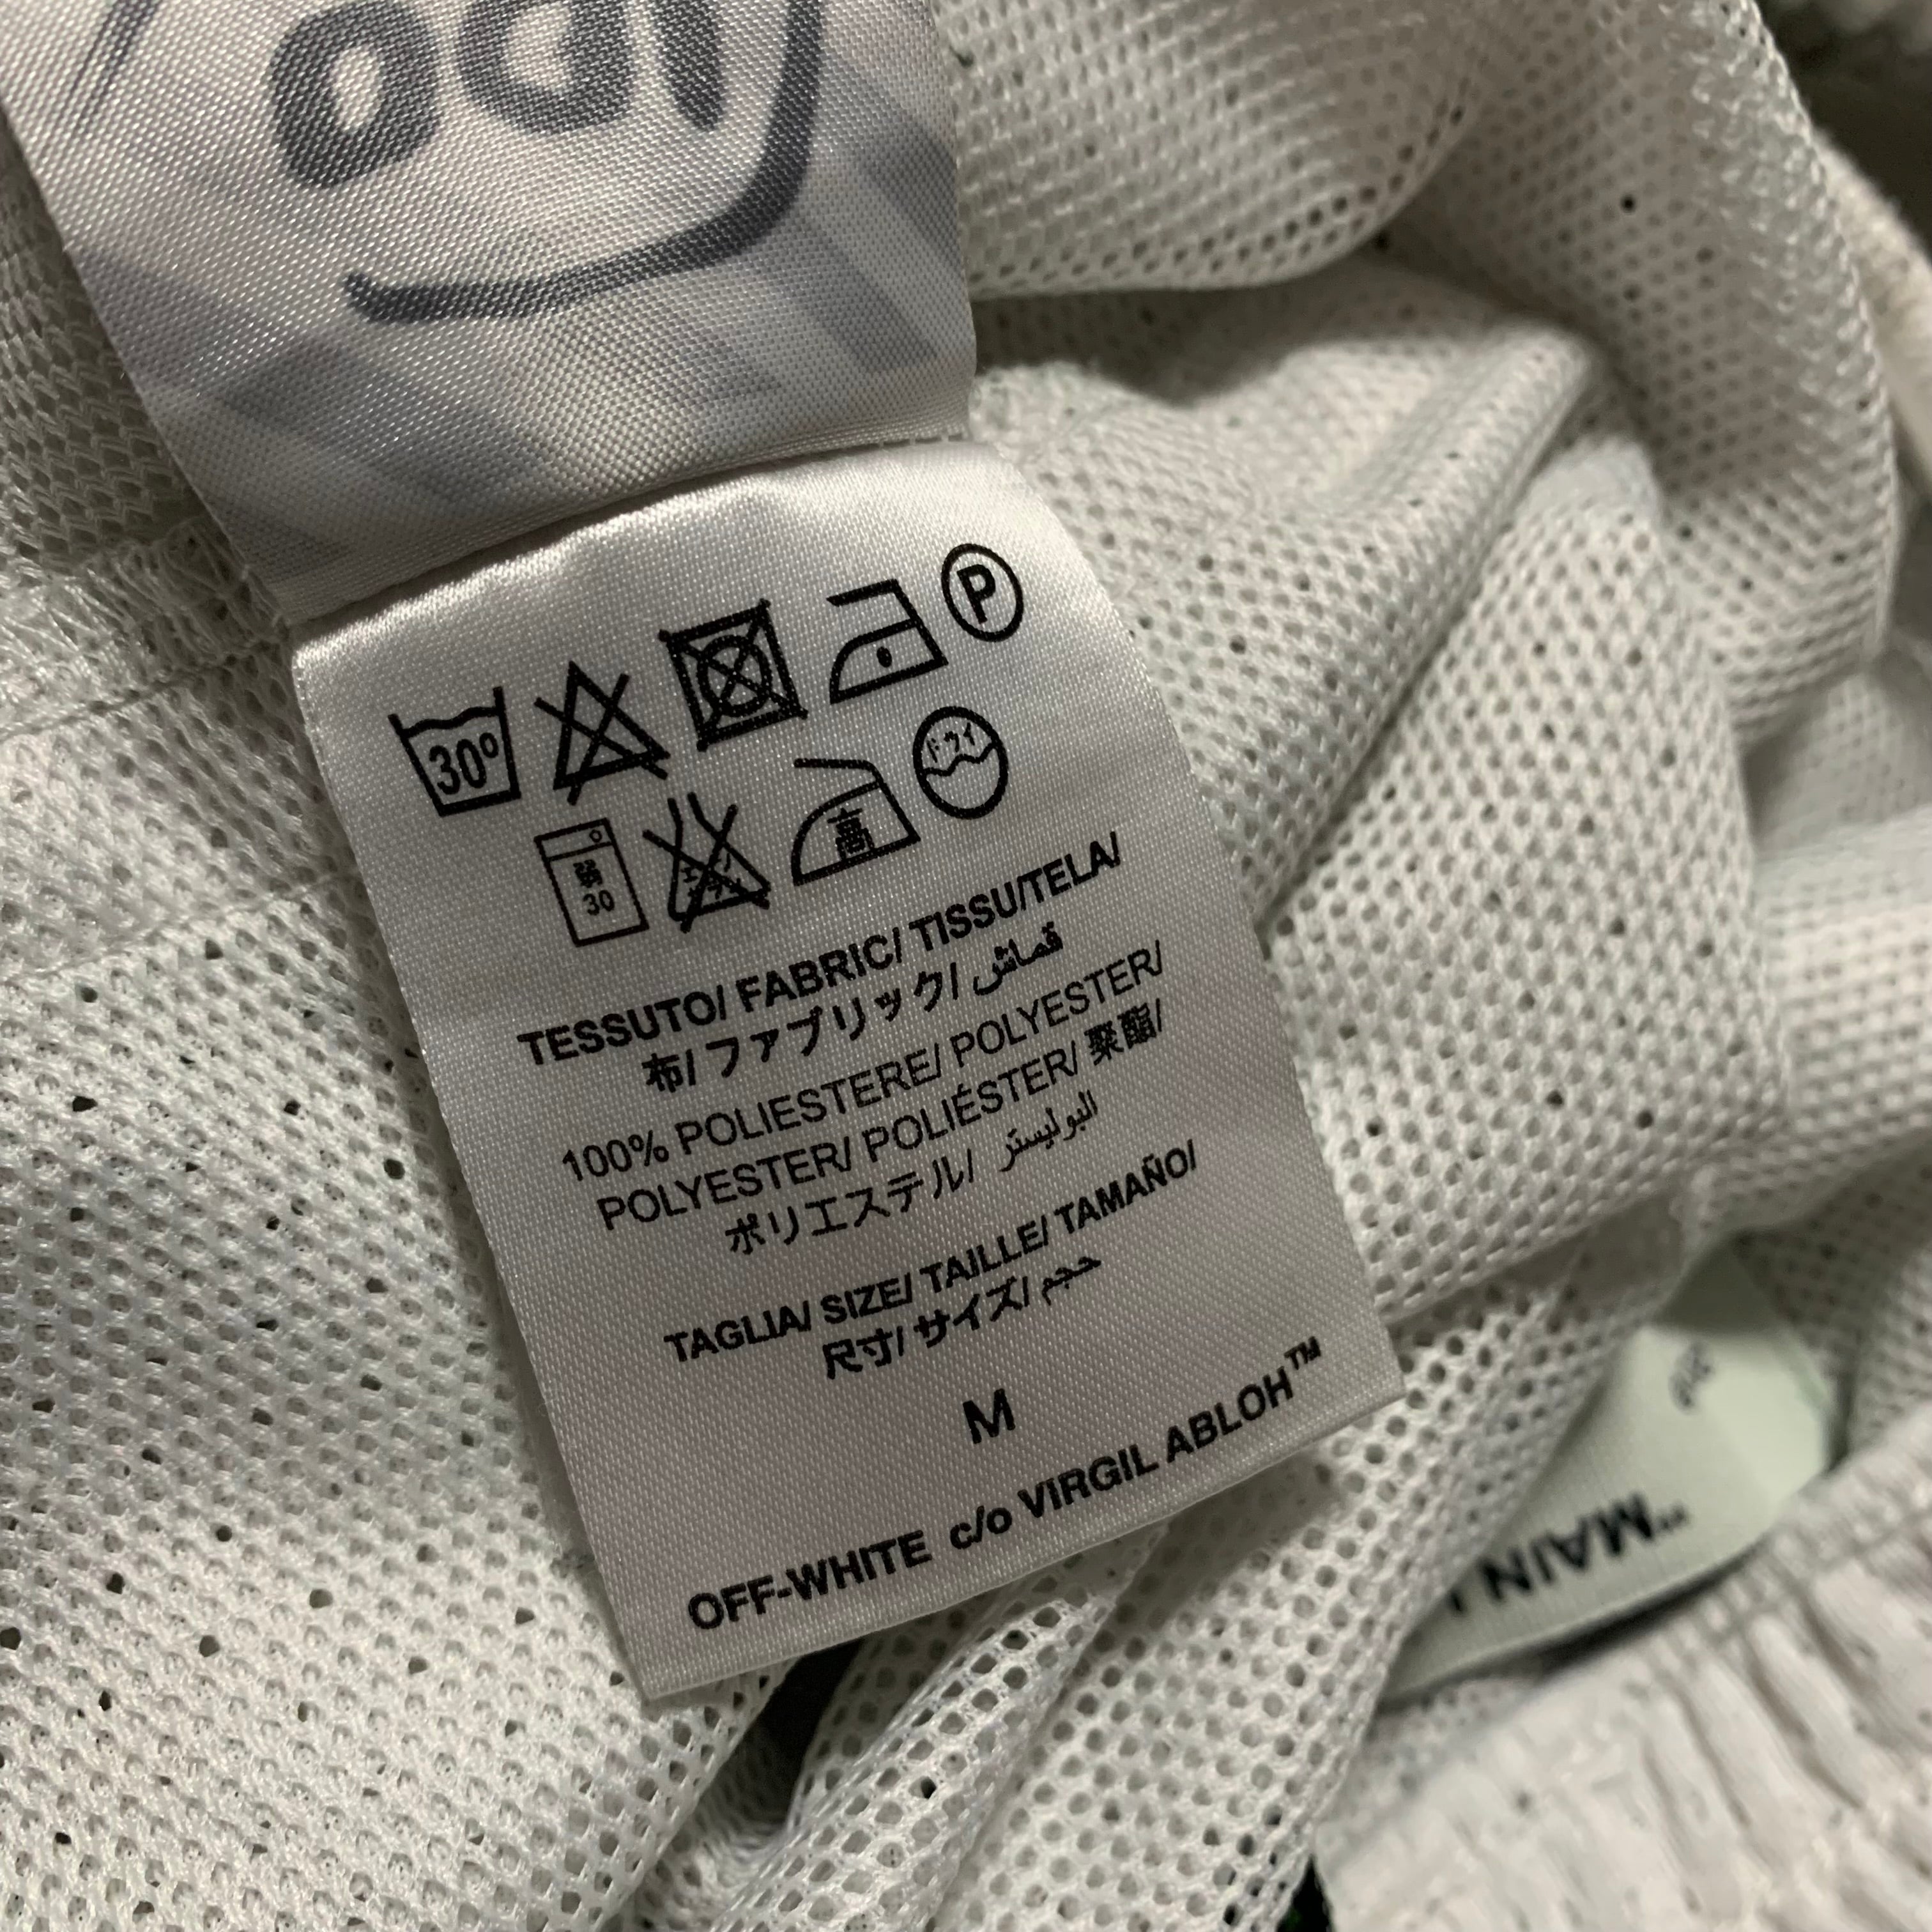 30°
P
ドライ
弱
30
高
TESSUTO/ FABRIC/ TISSU/TELA/
布/ ファブリック/ قماش/
100% POLIESTERE/ POLYESTER/
POLYESTER/ POLIÉSTER/ 聚酯/
ポリエステル/ البوليستر
TAGLIA/ SIZE/ TAILLE/ TAMAÑO/
尺寸/ サイズ/ حجم
M
OFF-WHITE c/o VIRGIL ABLOH™
"MAIN